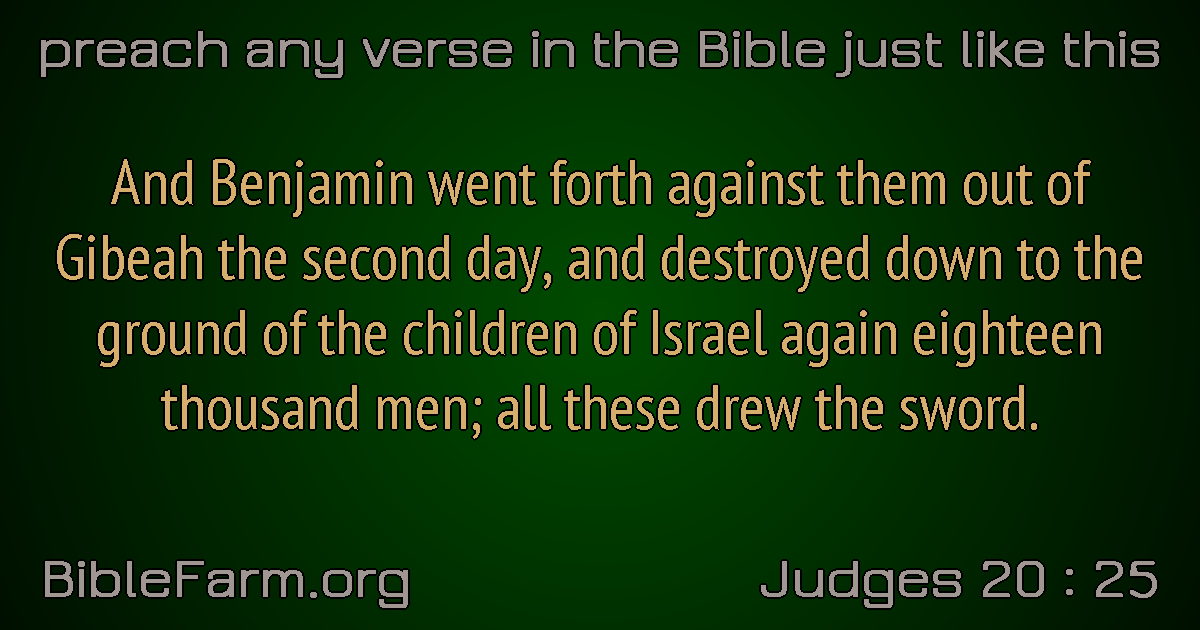 preach any verse in the Bible just like this
And Benjamin went forth against them out of
Gibeah the second day, and destroyed down to the
ground of the children of Israel again eighteen
thousand men; all these drew the sword.
BibleFarm.org
Judges 20 : 25